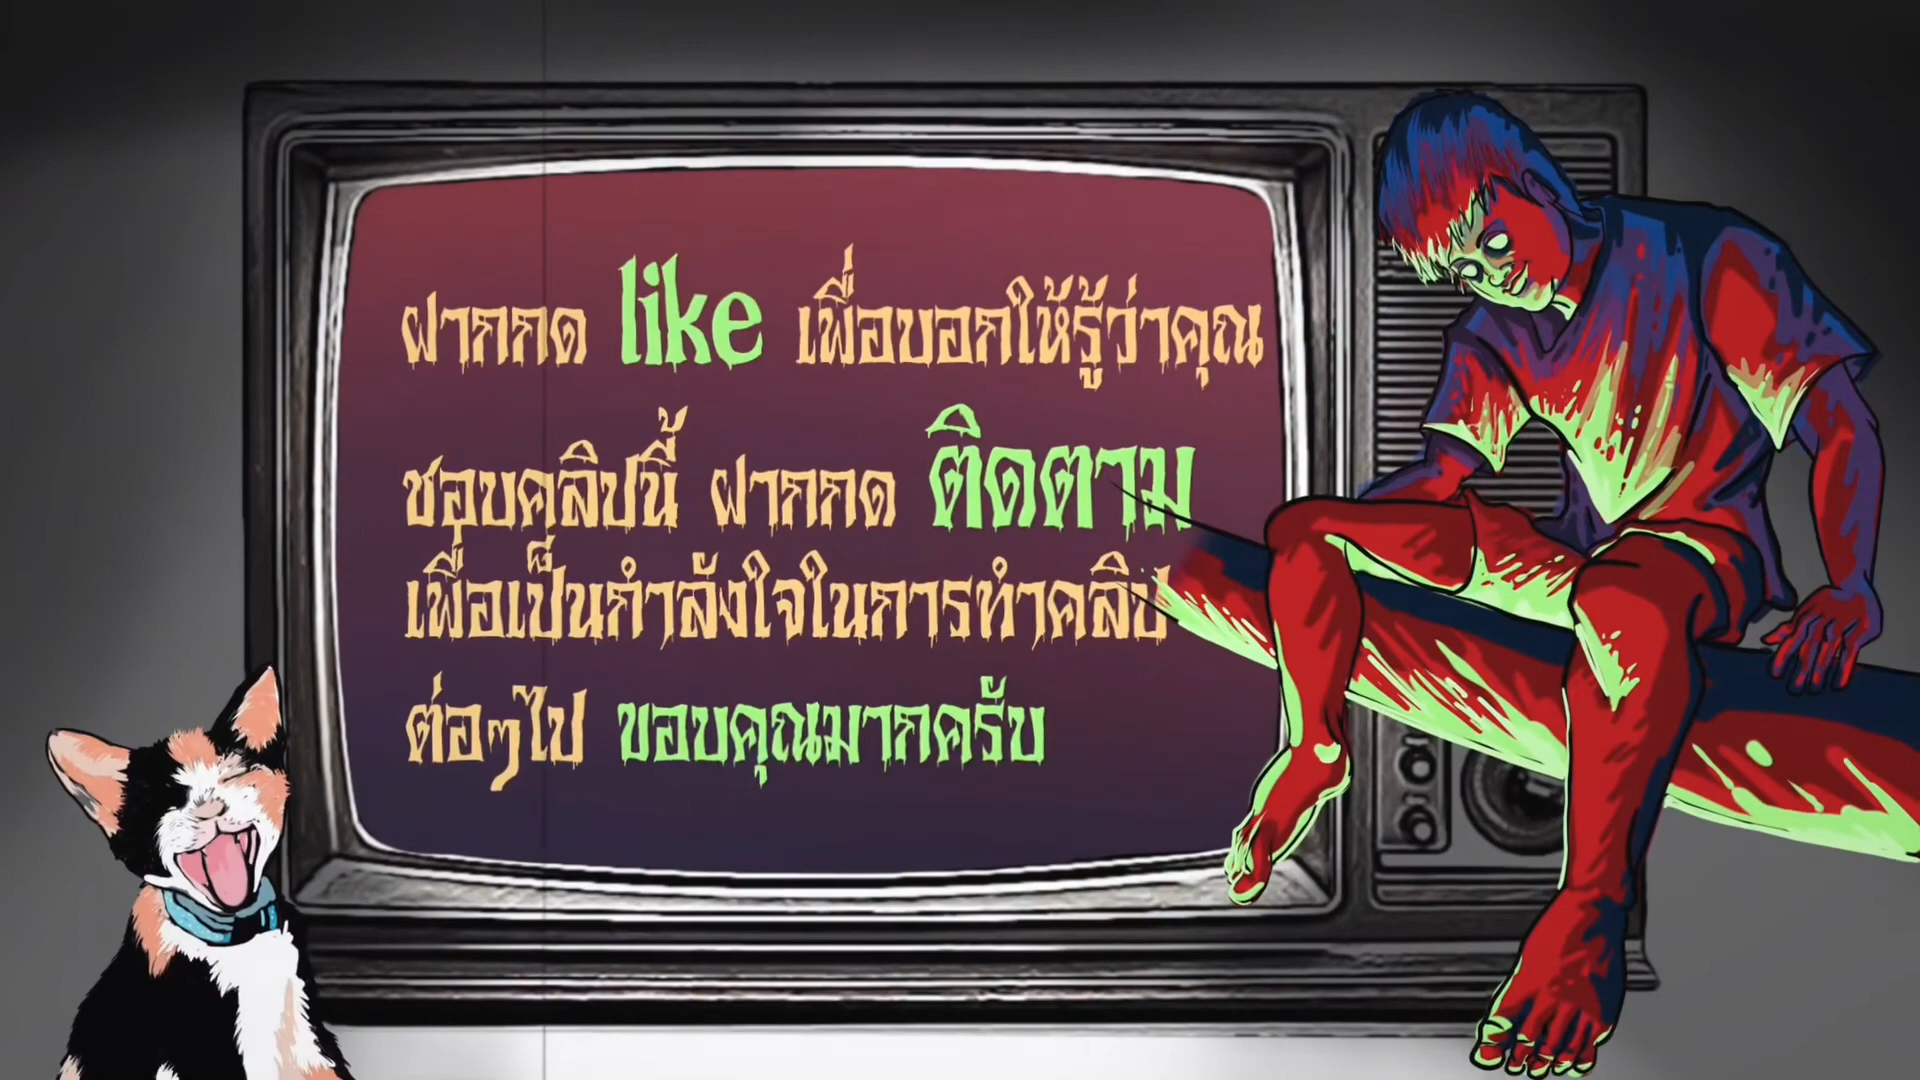 ฝากกด like เพื่อบอกให้รู้ว่าคุณ
ชอบคลิปนี้ ฝากกด ติดตาม
เพื่อเป็นกำลังใจในการทำคลิป
ต่อๆไป ขอบคุณมากครับ